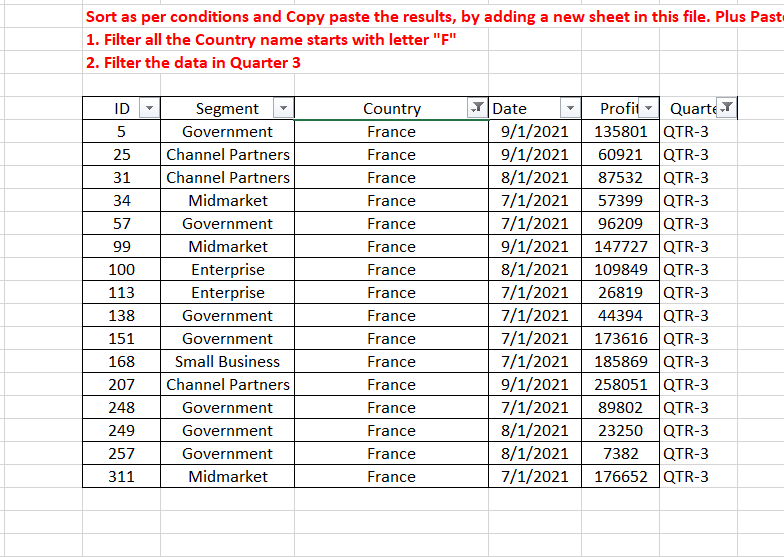 Sort as per conditions and Copy paste the results, by adding a new sheet in this file. Plus Paste
1. Filter all the Country name starts with letter "F"
2. Filter the data in Quarter 3
ID Segment Country Date Profit Quarte
5 Government France 9/1/2021 135801 QTR-3
25 Channel Partners France 9/1/2021 60921 QTR-3
31 Channel Partners France 8/1/2021 87532 QTR-3
34 Midmarket France 7/1/2021 57399 QTR-3
57 Government France 7/1/2021 96209 QTR-3
99 Midmarket France 9/1/2021 147727 QTR-3
100 Enterprise France 8/1/2021 109849 QTR-3
113 Enterprise France 7/1/2021 26819 QTR-3
138 Government France 7/1/2021 44394 QTR-3
151 Government France 7/1/2021 173616 QTR-3
168 Small Business France 7/1/2021 185869 QTR-3
207 Channel Partners France 9/1/2021 258051 QTR-3
248 Government France 7/1/2021 89802 QTR-3
249 Government France 8/1/2021 23250 QTR-3
257 Government France 8/1/2021 7382 QTR-3
311 Midmarket France 7/1/2021 176652 QTR-3